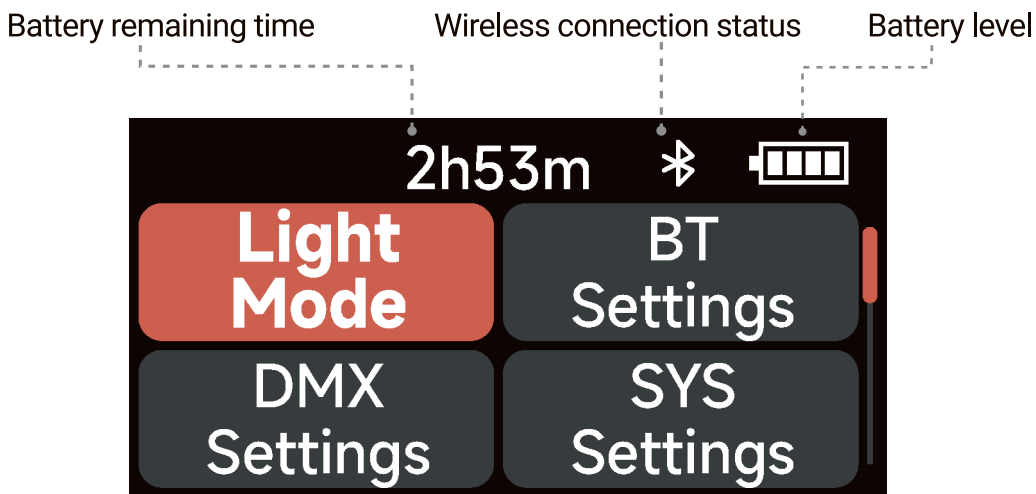 Battery remaining time Wireless connection status Battery level
2h53m
Light
Mode
BT
Settings
DMX
Settings
SYS
Settings